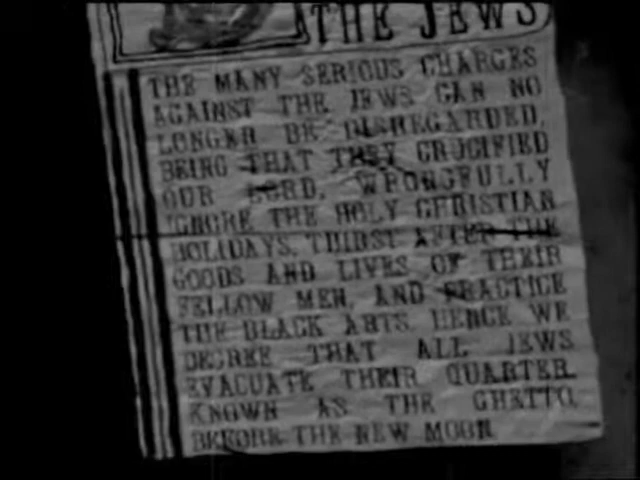 THE JEWS
THE MANY SERIOUS CHARGES
AGAINST THE JEWS CAN NO
LONGER BE DISREGARDED,
BEING THAT THEY CRUCIFIED
OUR LORD, WRONGFULLY
IGNORE THE HOLY CHRISTIAN
HOLIDAYS, THIRST AFTER THE
GOODS AND LIVES OF THEIR
FELLOW MEN, AND PRACTICE
THE BLACK ARTS. HENCE WE
DECREE THAT ALL JEWS
EVACUATE THEIR QUARTER,
KNOWN AS THE GHETTO,
BEFORE THE NEW MOON.